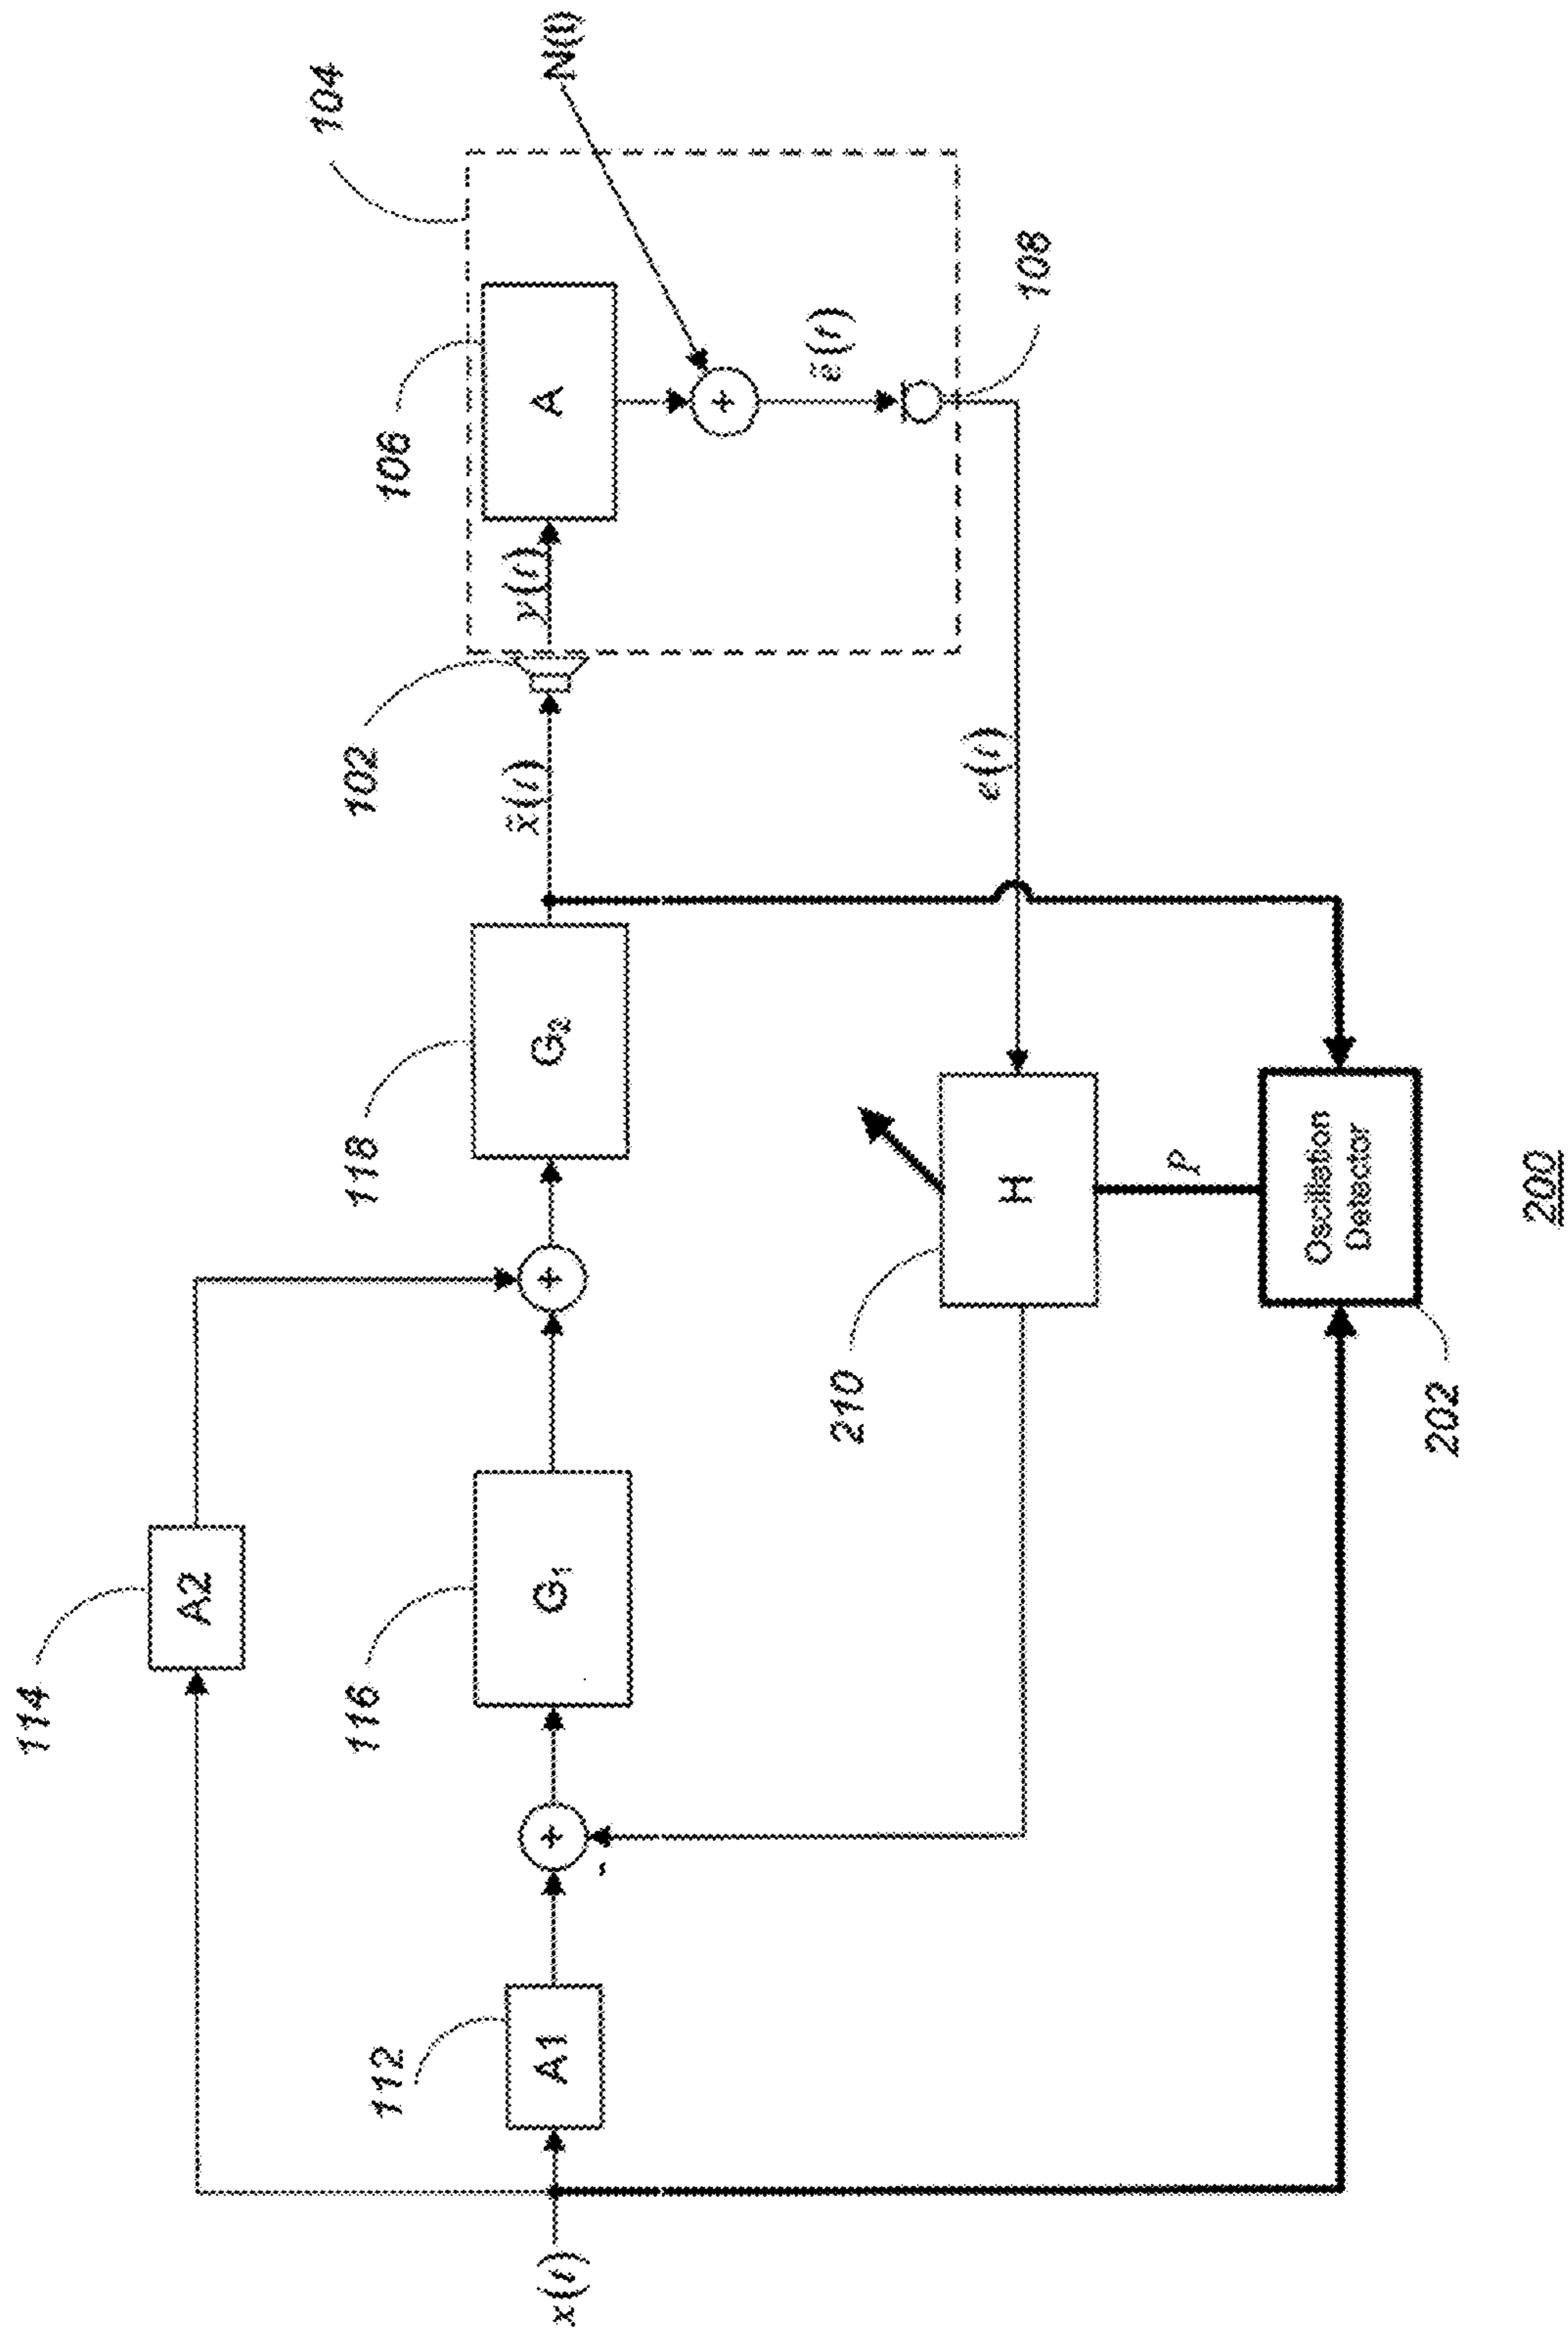 114
A2
104
N(t)
112
A1
116
G₁
118
G₂
102
106
A
x(t)
+
-
+
x̃(t)
y(t)
+
ẽ(t)
108
e(t)
210
H
P
Oscillation
Detector
202
200